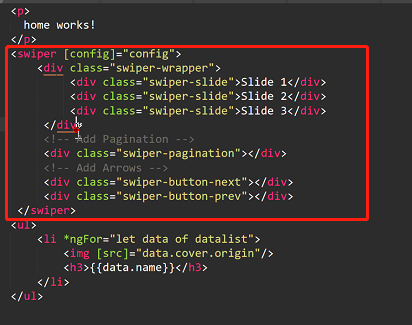 <p>
home works!
</p>
<swiper [config]="config">
<div class="swiper-wrapper">
<div class="swiper-slide">Slide 1</div>
<div class="swiper-slide">Slide 2</div>
<div class="swiper-slide">Slide 3</div>
</div>
<!-- Add Pagination -->
<div class="swiper-pagination"></div>
<!-- Add Arrows -->
<div class="swiper-button-next"></div>
<div class="swiper-button-prev"></div>
</swiper>
<ul>
<li *ngFor="let data of datalist">
<img [src]="data.cover.origin"/>
<h3>{{data.name}}</h3>
</li>
</ul>